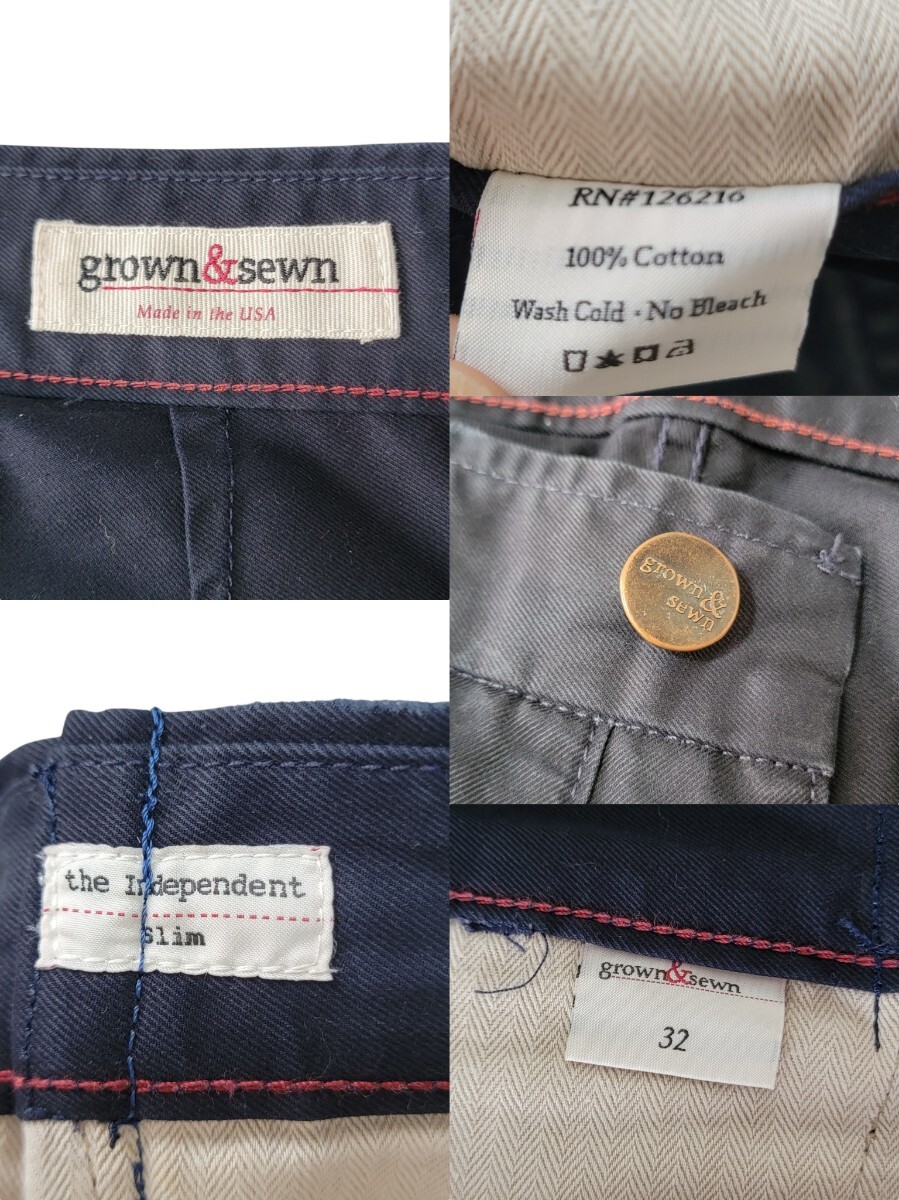 grown&sewn
Made in the USA
RN#126216
100% Cotton
Wash Cold • No Bleach
grown&
sewn
the Independent
Slim
grown&sewn
32